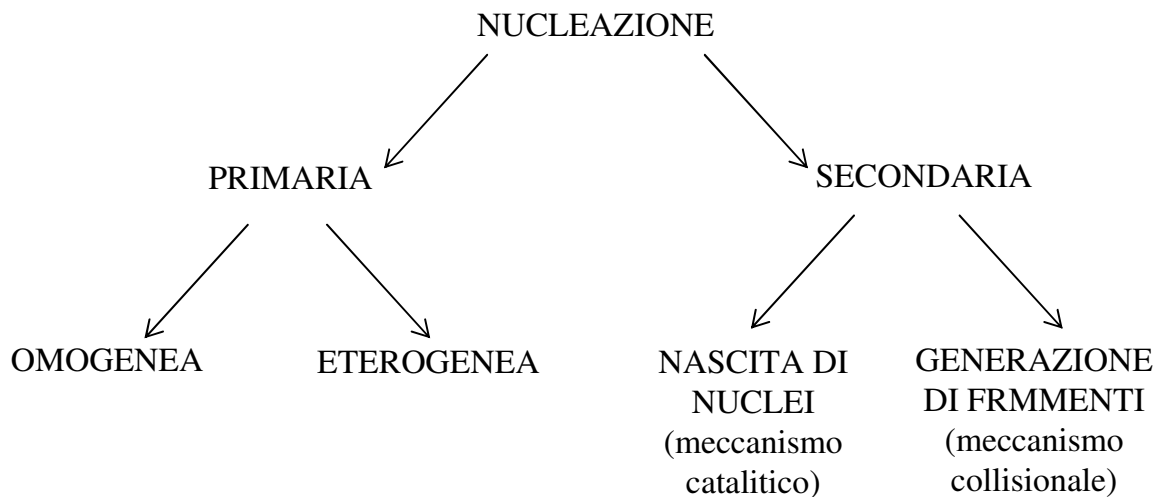 NUCLEAZIONE
PRIMARIA
SECONDARIA
OMOGENEA
ETEROGENEA
NASCITA DI
NUCLEI
(meccanismo
catalitico)
GENERAZIONE
DI FRMMENTI
(meccanismo
collisionale)